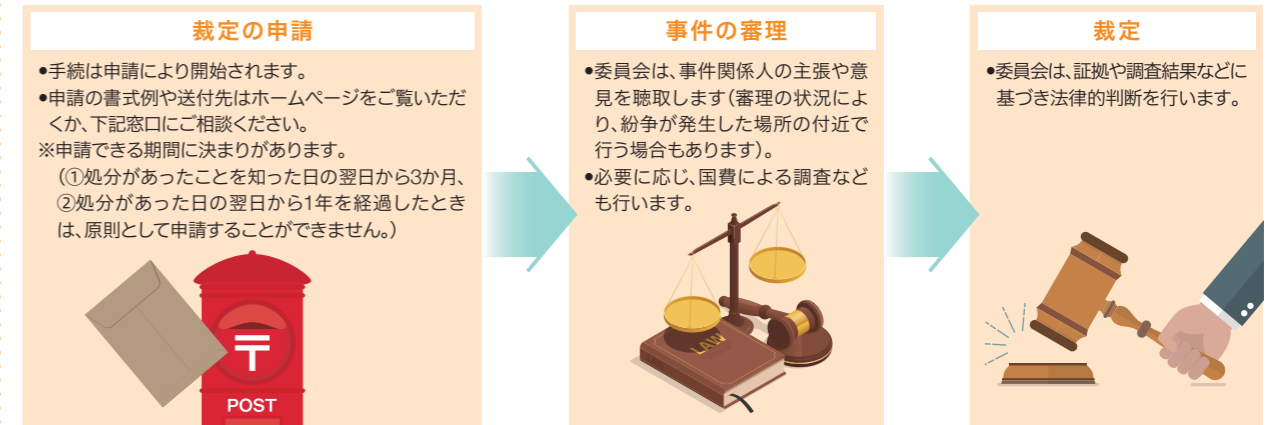 裁定の申請
●手続は申請により開始されます。
●申請の書式例や送付先はホームページをご覧いただ
くか、下記窓口にご相談ください。
※申請できる期間に決まりがあります。
（①処分があったことを知った日の翌日から3か月、
②処分があった日の翌日から1年を経過したとき
は、原則として申請することができません。）
〒
POST
事件の審理
●委員会は、事件関係人の主張や意
見を聴取します（審理の状況によ
り、紛争が発生した場所の付近で
行う場合もあります）。
●必要に応じ、国費による調査など
も行います。
LAW
裁定
●委員会は、証拠や調査結果などに
基づき法律的判断を行います。